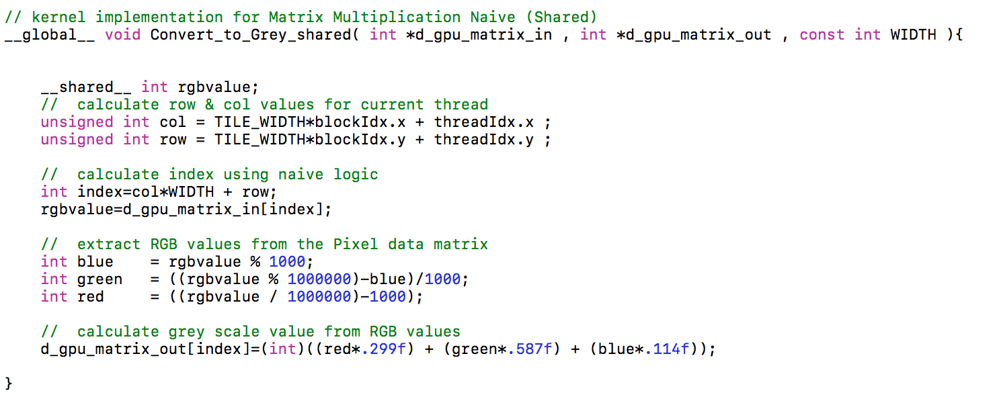 // kernel implementation for Matrix Multiplication Naive (Shared)
__global__ void Convert_to_Grey_shared( int *d_gpu_matrix_in , int *d_gpu_matrix_out , const int WIDTH ){
__shared__ int rgbvalue;
//  calculate row & col values for current thread
unsigned int col = TILE_WIDTH*blockIdx.x + threadIdx.x ;
unsigned int row = TILE_WIDTH*blockIdx.y + threadIdx.y ;
//  calculate index using naive logic
int index=col*WIDTH + row;
rgbvalue=d_gpu_matrix_in[index];
//  extract RGB values from the Pixel data matrix
int blue    = rgbvalue % 1000;
int green   = ((rgbvalue % 1000000)-blue)/1000;
int red     = ((rgbvalue / 1000000)-1000);
//  calculate grey scale value from RGB values
d_gpu_matrix_out[index]=(int)((red*.299f) + (green*.587f) + (blue*.114f));
}